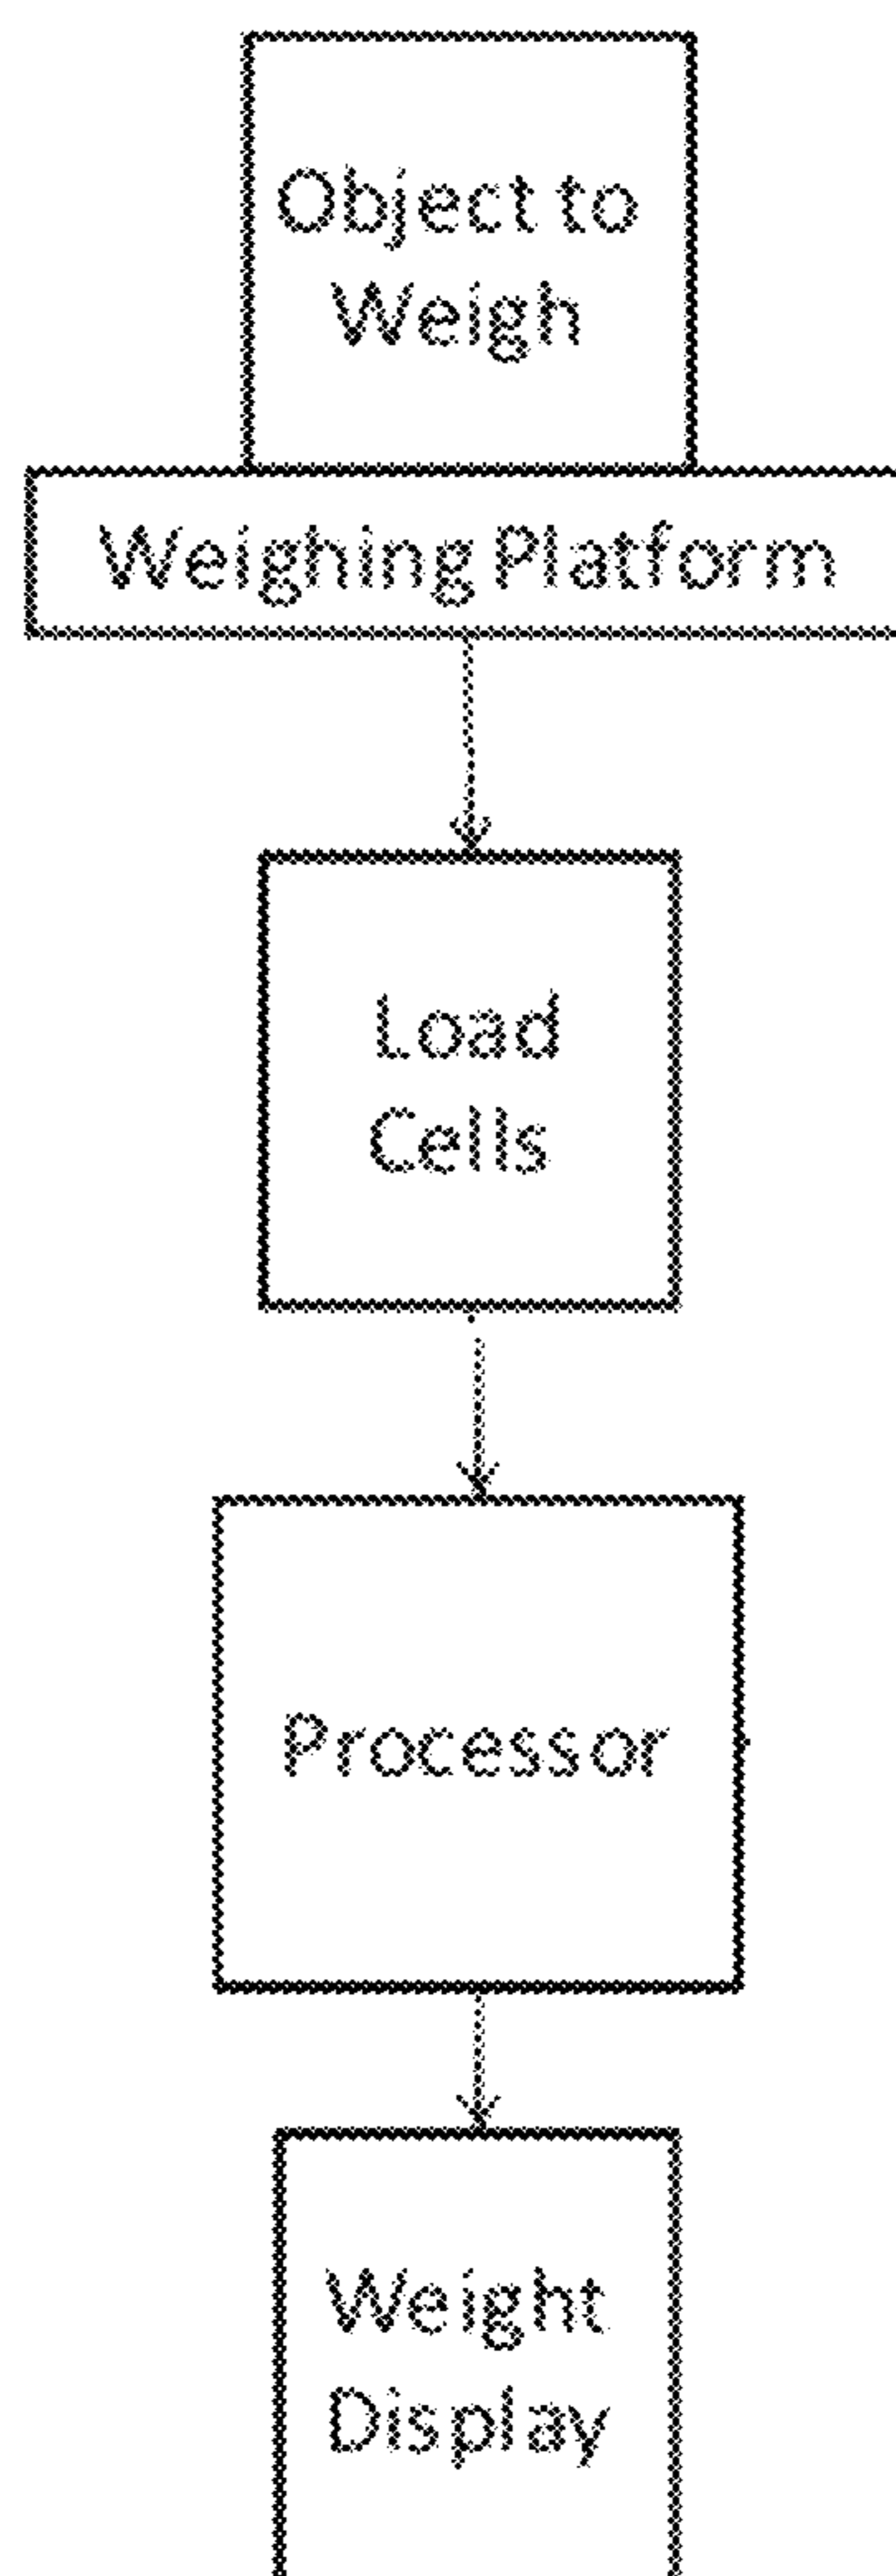 Object to
Weigh
Weighing Platform
Load
Cells
Processor
Weight
Display